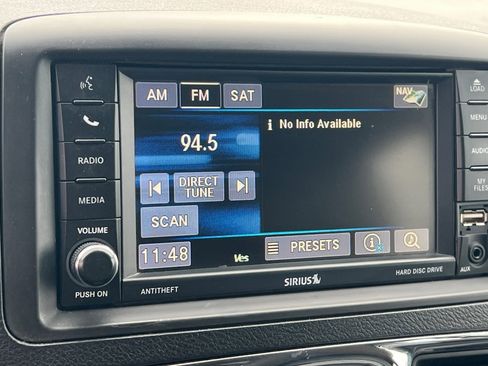 AM FM SAT NAV
LOAD
i No Info Available
MENU
94.5
RADIO
AUDIO
DIRECT
TUNE
MEDIA
MY
FILES
SCAN
VOLUME
11:48 Ves PRESETS i
AUX
PUSH ON
ANTITHEFT SIRIUS HARD DISC DRIVE